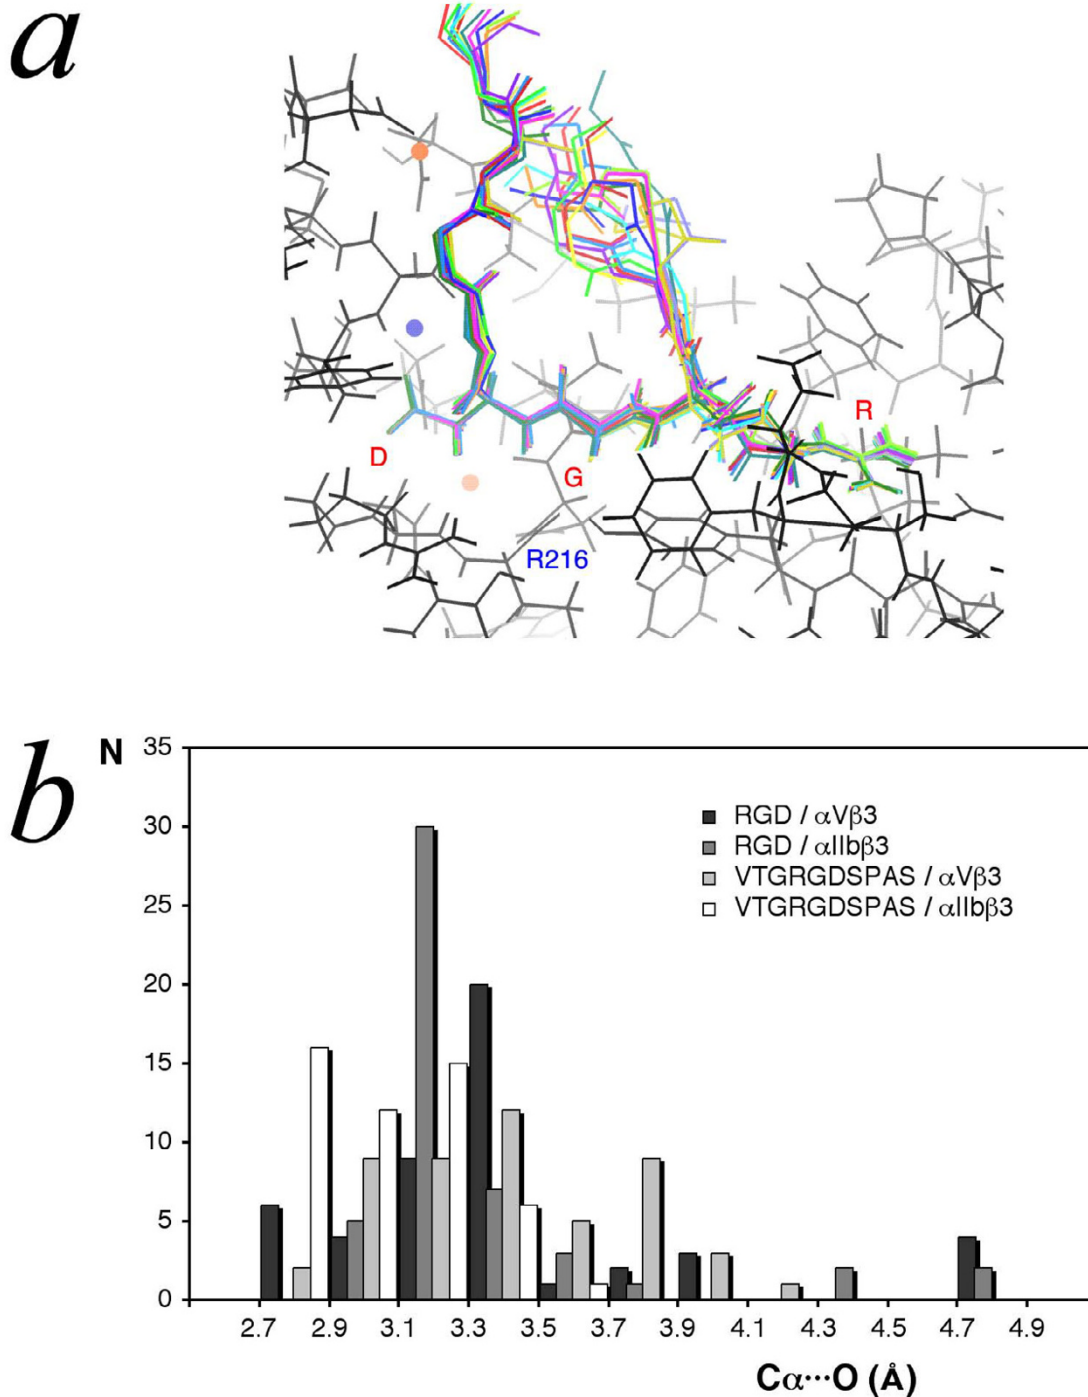 a
D
G
R
R216
b
N
35
30
25
20
15
10
5
0
RGD / αVβ3
RGD / αIIbβ3
VTGRGDSPAS / αVβ3
VTGRGDSPAS / αIIbβ3
2.7 2.9 3.1 3.3 3.5 3.7 3.9 4.1 4.3 4.5 4.7 4.9
Cα···O (Å)